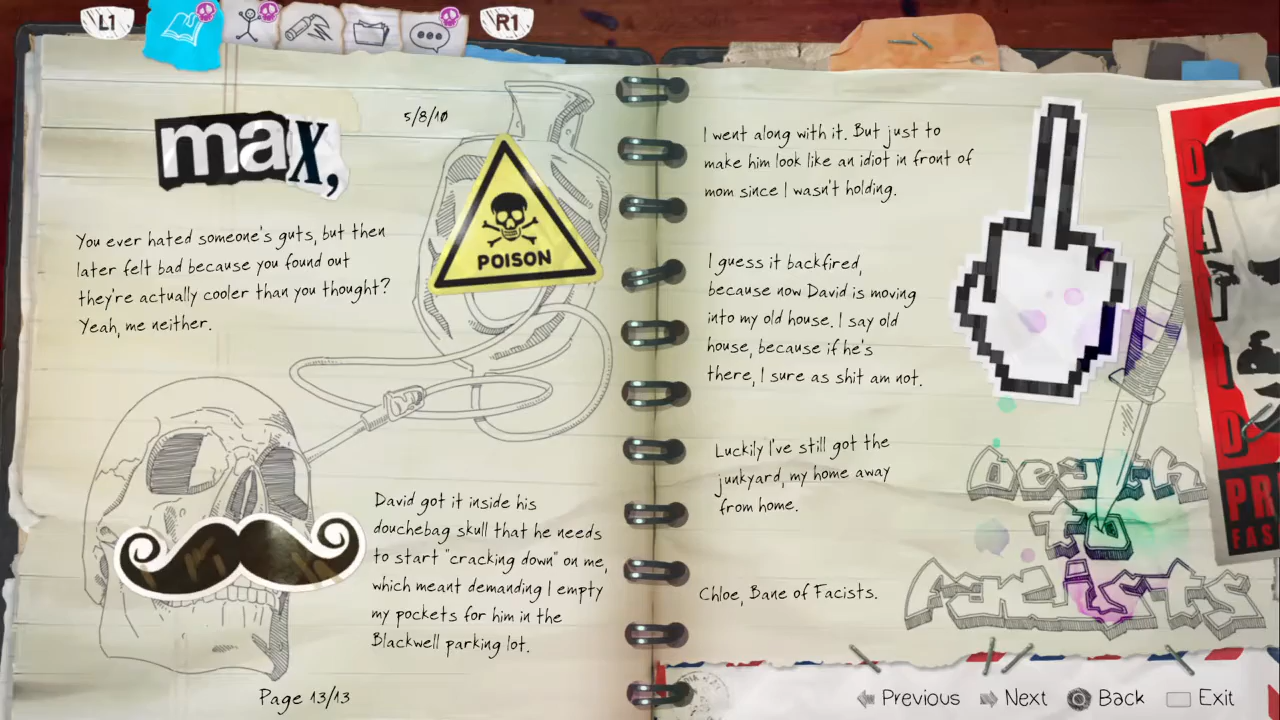 L1
R1
max,
5/8/10
POISON
You ever hated someone's guts, but then
later felt bad because you found out
they're actually cooler than you thought?
Yeah, me neither.
David got it inside his
douchebag skull that he needs
to start "cracking down" on me,
which meant demanding I empty
my pockets for him in the
Blackwell parking lot.
Page 13/13
I went along with it. But just to
make him look like an idiot in front of
mom since I wasn't holding.
I guess it backfired,
because now David is moving
into my old house. I say old
house, because if he's
there, I sure as shit am not.
Luckily I've still got the
junkyard, my home away
from home.
Chloe, Bane of Facists.
death
To
Facists
DAVID
Previous
Next
Back
Exit